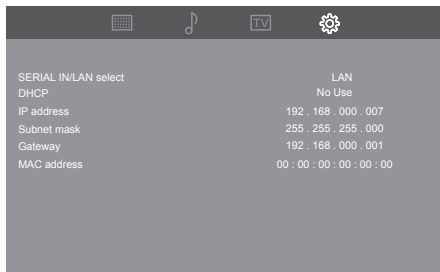 TV
SERIAL IN/LAN select LAN
DHCP No Use
IP address 192 . 168 . 000 . 007
Subnet mask 255 . 255 . 255 . 000
Gateway 192 . 168 . 000 . 001
MAC address 00 : 00 : 00 : 00 : 00 : 00